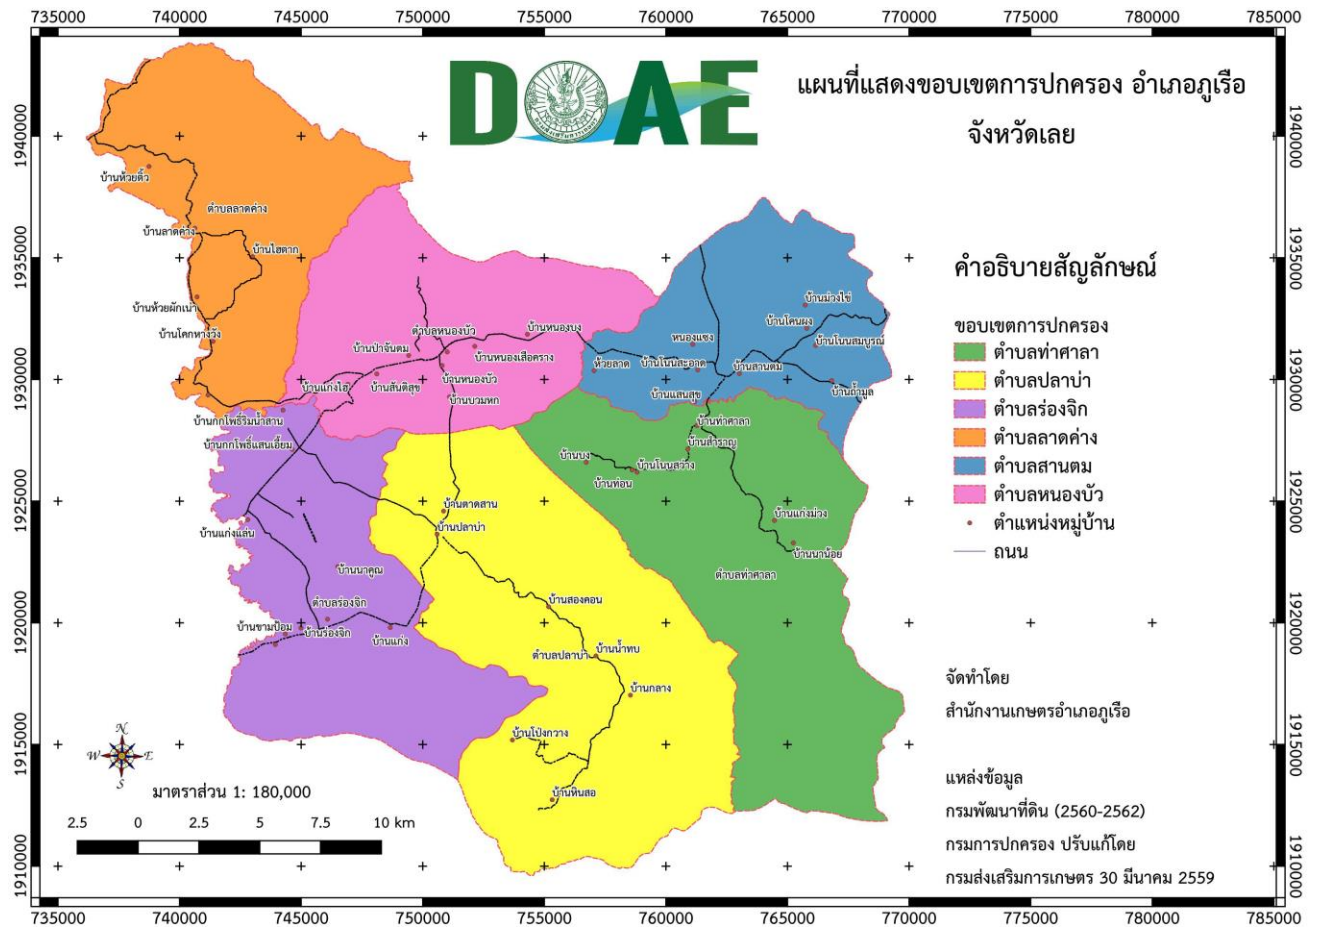 735000 740000 745000 750000 755000 760000 765000 770000 775000 780000 785000
DOAE
แผนที่แสดงขอบเขตการปกครอง อำเภอภูเรือ
จังหวัดเลย
1940000
1940000
บ้านห้วยติ้ว
ตำบลลาดค่าง
บ้านลาดค่าง
บ้านไฮตาก
1935000
1935000
คำอธิบายสัญลักษณ์
บ้านห้วยผักเน่า
บ้านโคกหางวัง
บ้านม่วงไข่
บ้านโคนผง
บ้านโนนสมบูรณ์
ขอบเขตการปกครอง
ตำบลท่าศาลา
ตำบลปลาบ่า
ตำบลร่องจิก
ตำบลลาดค่าง
ตำบลสานตม
ตำบลหนองบัว
ตำแหน่งหมู่บ้าน
ถนน
ตำบลหนองบัว
บ้านหนองบง
บ้านป่าจันตม
บ้านหนองเสือคราง
หนองแซง
ห้วยลาด
บ้านโนนสะอาด
บ้านสานตม
1930000
1930000
บ้านแก่งไฮ
บ้านสันติสุข
บ้านหนองบัว
บ้านบวมหก
บ้านแสนสุข
บ้านถ้ำมูล
บ้านกกโพธิ์ริมน้ำสาน
บ้านกกโพธิ์แสนเอี้ยม
บ้านท่าศาลา
บ้านสำราญ
บ้านบง
บ้านโนนสว่าง
บ้านท่อน
1925000
1925000
บ้านตาดสาน
บ้านปลาบ่า
บ้านแก่งม่วง
บ้านแก่งแล่น
บ้านนาน้อย
บ้านนาคูณ
ตำบลท่าศาลา
ตำบลร่องจิก
บ้านสองคอน
1920000
1920000
บ้านขามป้อม
บ้านร่องจิก
บ้านแก่ง
ตำบลปลาบ่า
บ้านน้ำทบ
บ้านกลาง
จัดทำโดย
สำนักงานเกษตรอำเภอภูเรือ
บ้านโป่งกวาง
1915000
1915000
N
W E
S
มาตราส่วน 1: 180,000
บ้านหินสอ
แหล่งข้อมูล
กรมพัฒนาที่ดิน (2560-2562)
กรมการปกครอง ปรับแก้โดย
กรมส่งเสริมการเกษตร 30 มีนาคม 2559
2.5 0 2.5 5 7.5 10 km
1910000
1910000
735000 740000 745000 750000 755000 760000 765000 770000 775000 780000 785000